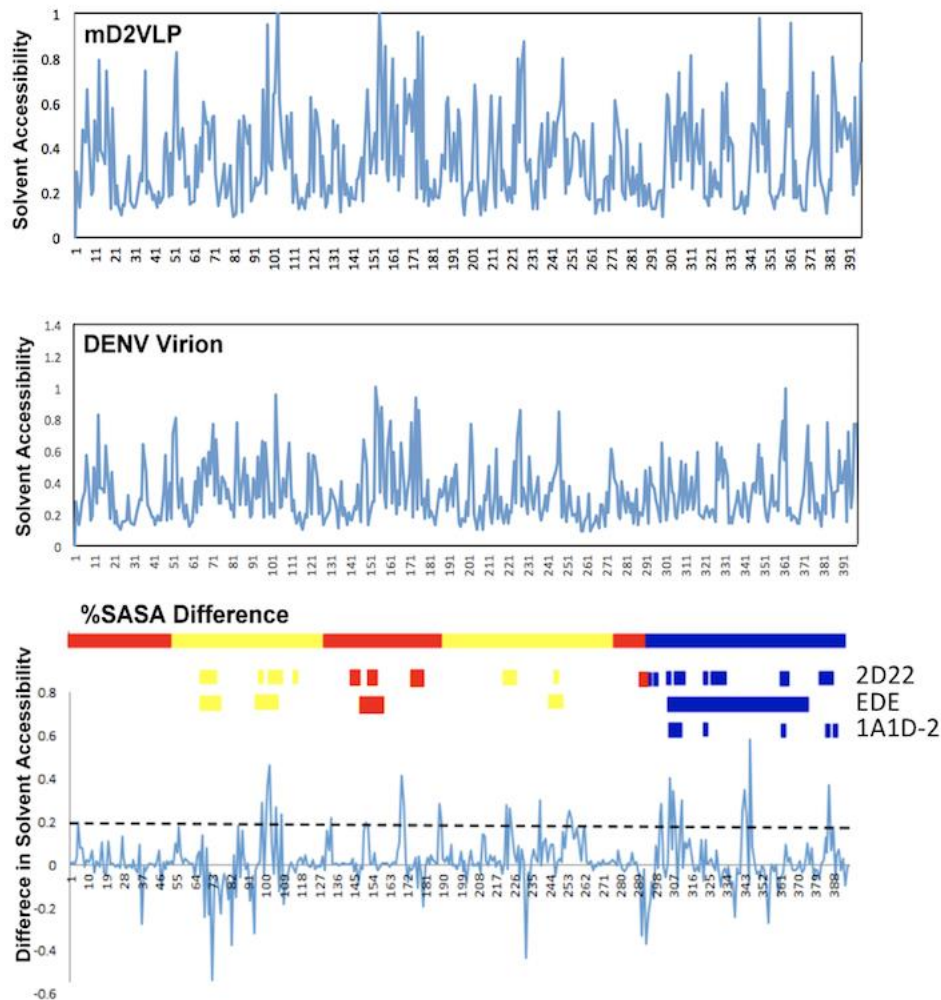 mD2VLP
Solvent Accessibility
1
0.8
0.6
0.4
0.2
0
1 11 21 31 41 51 61 71 81 91 101 111 121 131 141 151 161 171 181 191 201 211 221 231 241 251 261 271 281 291 301 311 321 331 341 351 361 371 381 391
DENV Virion
Solvent Accessibility
1.4
1.2
1
0.8
0.6
0.4
0.2
0
1 11 21 31 41 51 61 71 81 91 101 111 121 131 141 151 161 171 181 191 201 211 221 231 241 251 261 271 281 291 301 311 321 331 341 351 361 371 381 391
%SASA Difference
2D22
EDE
1A1D-2
Differece in Solvent Accessibility
0.8
0.6
0.4
0.2
0
-0.2
-0.4
-0.6
1 10 19 28 37 46 55 64 73 82 91 100 109 118 127 136 145 154 163 172 181 190 199 208 217 226 235 244 253 262 271 280 289 298 307 316 325 334 343 352 361 370 379 388